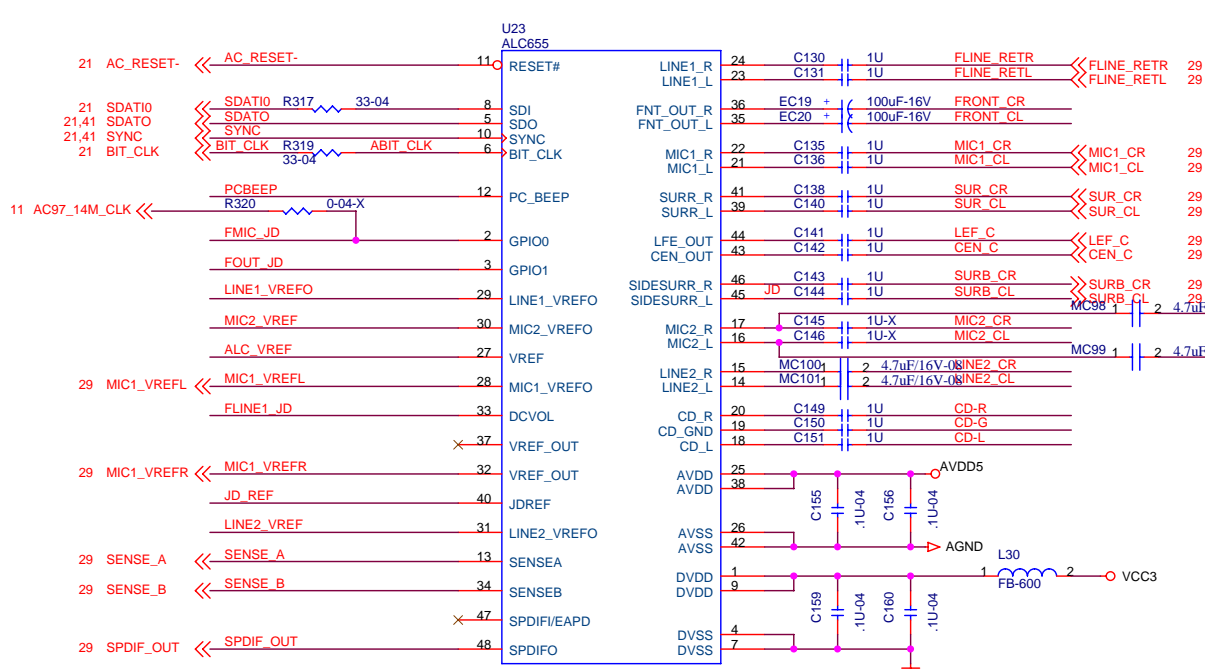 U23
ALC655
21 AC_RESET- AC_RESET- 11 RESET#
21 SDATI0 SDATI0 R317 33-04 8 SDI
21,41 SDATO SDATO 5 SDO
21,41 SYNC SYNC 10 SYNC
21 BIT_CLK BIT_CLK R319 33-04 ABIT_CLK 6 BIT_CLK
PCBEEP 12 PC_BEEP
11 AC97_14M_CLK R320 0-04-X
FMIC_JD 2 GPIO0
FOUT_JD 3 GPIO1
LINE1_VREFO 29 LINE1_VREFO
MIC2_VREF 30 MIC2_VREFO
ALC_VREF 27 VREF
29 MIC1_VREFL MIC1_VREFL 28 MIC1_VREFO
FLINE1_JD 33 DCVOL
37 VREF_OUT
29 MIC1_VREFR MIC1_VREFR 32 VREF_OUT
JD_REF 40 JDREF
LINE2_VREF 31 LINE2_VREFO
29 SENSE_A SENSE_A 13 SENSEA
29 SENSE_B SENSE_B 34 SENSEB
47 SPDIFI/EAPD
29 SPDIF_OUT SPDIF_OUT 48 SPDIFO
LINE1_R 24 C130 1U FLINE_RETR FLINE_RETR 29
LINE1_L 23 C131 1U FLINE_RETL FLINE_RETL 29
FNT_OUT_R 36 EC19 + 100uF-16V FRONT_CR
FNT_OUT_L 35 EC20 + 100uF-16V FRONT_CL
MIC1_R 22 C135 1U MIC1_CR MIC1_CR 29
MIC1_L 21 C136 1U MIC1_CL MIC1_CL 29
SURR_R 41 C138 1U SUR_CR SUR_CR 29
SURR_L 39 C140 1U SUR_CL SUR_CL 29
LFE_OUT 44 C141 1U LEF_C LEF_C 29
CEN_OUT 43 C142 1U CEN_C CEN_C 29
SIDESURR_R 46 C143 1U SURB_CR SURB_CR 29
SIDESURR_L 45 JD C144 1U SURB_CL SURB_CL 29
MC98 1 2 4.7uF
MIC2_R 17 C145 1U-X MIC2_CR
MIC2_L 16 C146 1U-X MIC2_CL
MC99 1 2 4.7uF
LINE2_R 15 MC100 1 2 4.7uF/16V-08 LINE2_CR
LINE2_L 14 MC101 1 2 4.7uF/16V-08 LINE2_CL
CD_R 20 C149 1U CD-R
CD_GND 19 C150 1U CD-G
CD_L 18 C151 1U CD-L
AVDD 25 AVDD5
AVDD 38
C155 .1U-04 C156 .1U-04
AVSS 26
AVSS 42 AGND
L30
DVDD 1 1 2 VCC3
FB-600
DVDD 9
C159 .1U-04 C160 .1U-04
DVSS 4
DVSS 7